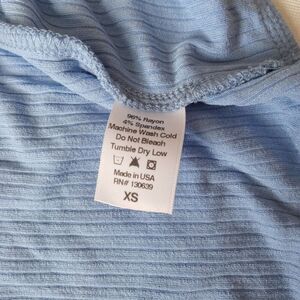 96% Rayon
4% Spandex
Machine Wash Cold
Do Not Bleach
Tumble Dry Low
Made in USA
RN# 130639
XS